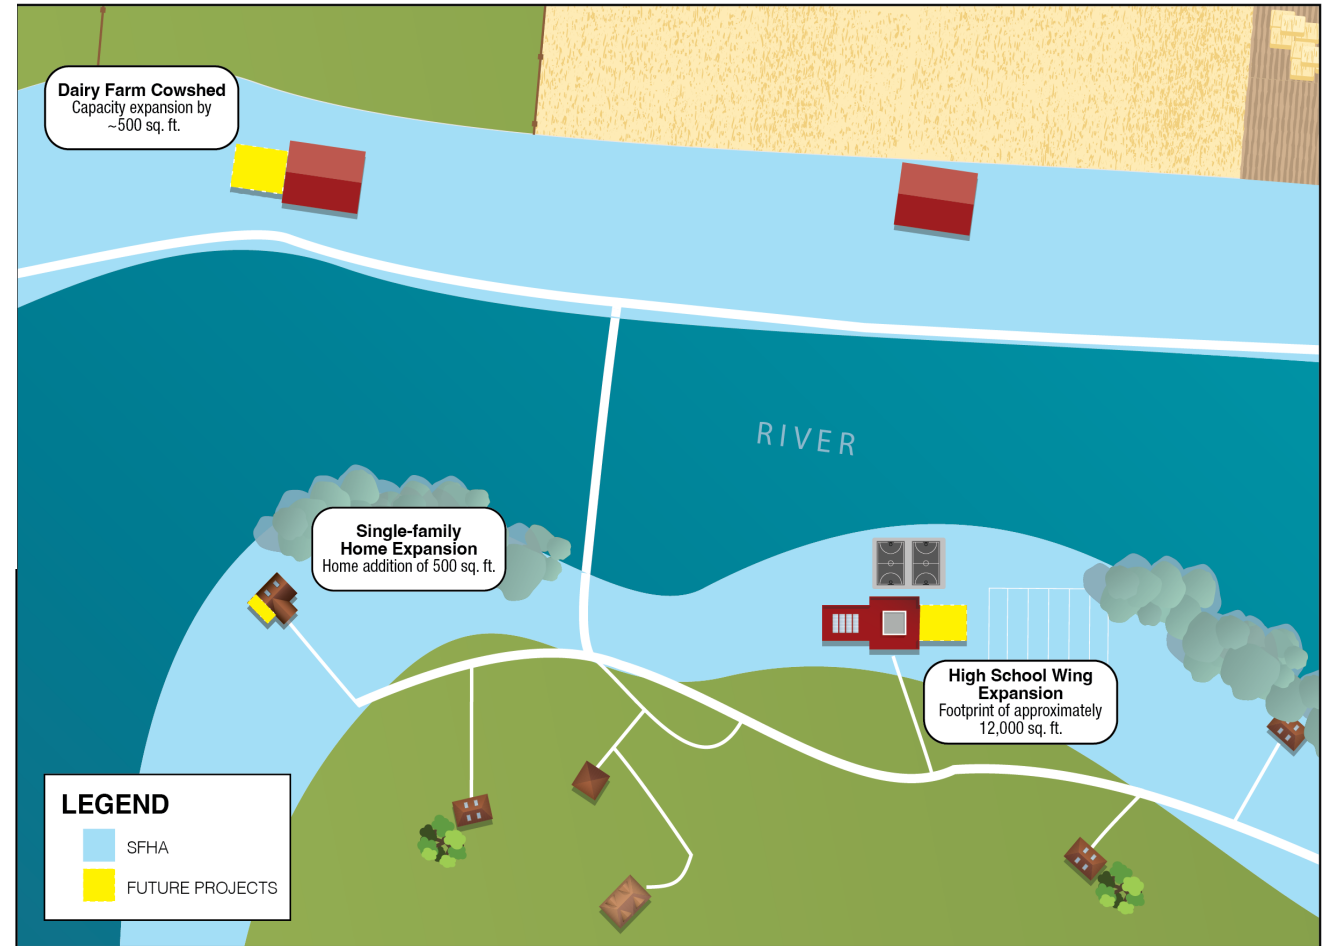 Dairy Farm Cowshed
Capacity expansion by
~500 sq. ft.
RIVER
Single-family
Home Expansion
Home addition of 500 sq. ft.
High School Wing
Expansion
Footprint of approximately
12,000 sq. ft.
LEGEND
SFHA
FUTURE PROJECTS